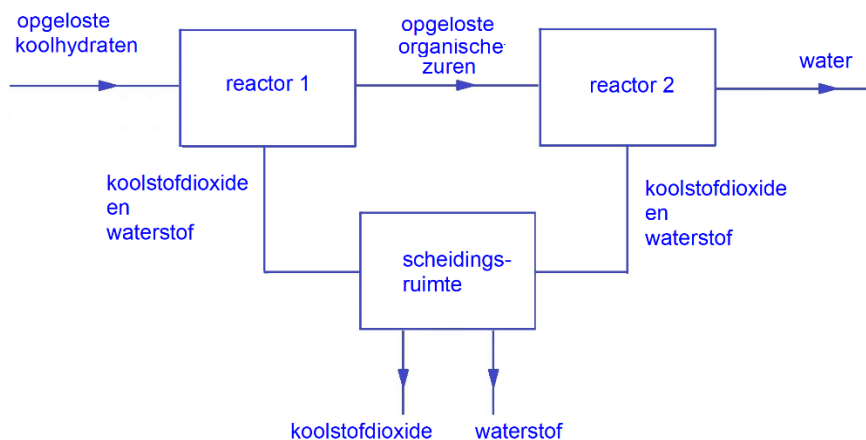 opgeloste
koolhydraten
reactor 1
opgeloste
organische
zuren
reactor 2
water
koolstofdioxide
en
waterstof
scheidings-
ruimte
koolstofdioxide
en
waterstof
koolstofdioxide
waterstof